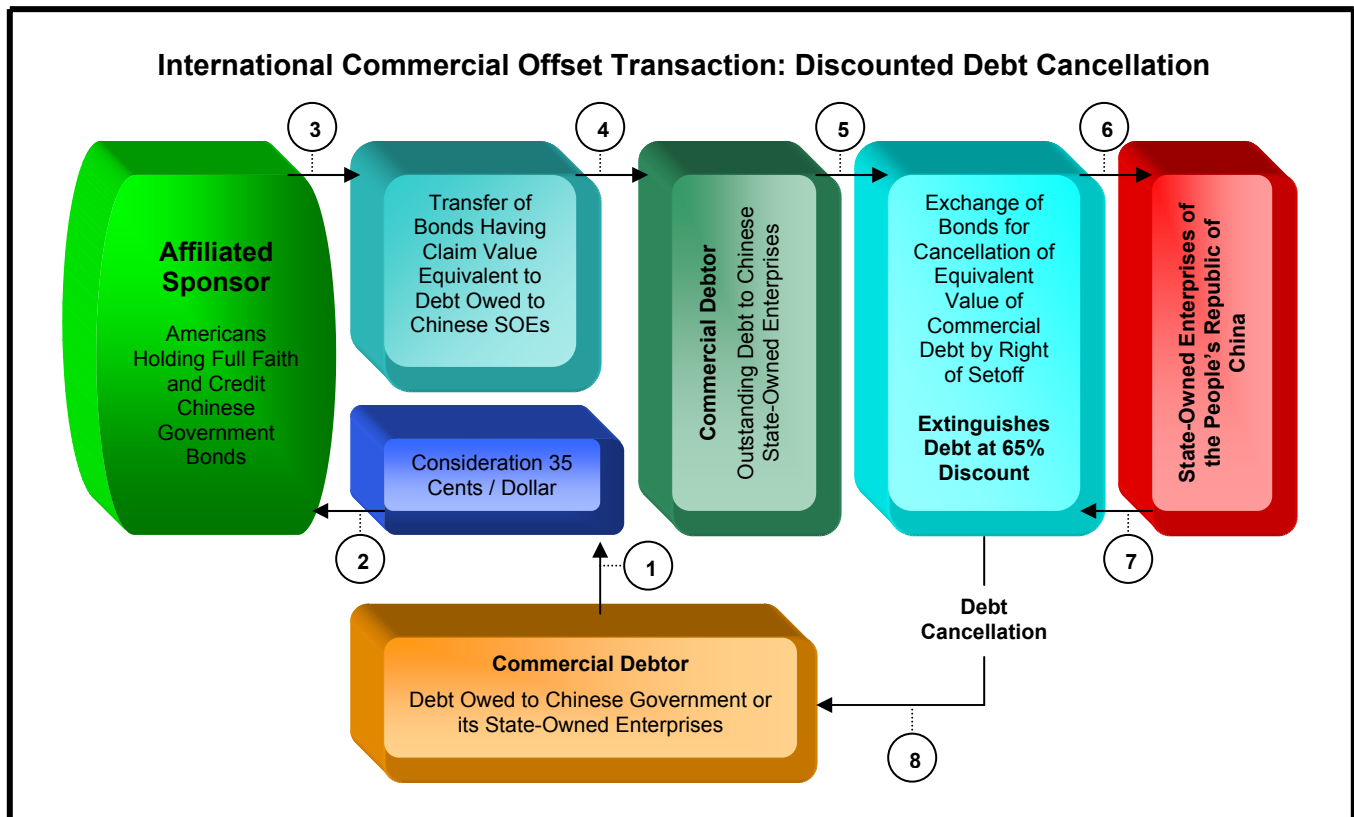 International Commercial Offset Transaction: Discounted Debt Cancellation
3
4
5
6
Affiliated
Sponsor
Americans
Holding Full Faith
and Credit
Chinese
Government
Bonds
Transfer of
Bonds Having
Claim Value
Equivalent to
Debt Owed to
Chinese SOEs
Consideration 35
Cents / Dollar
Commercial Debtor
Outstanding Debt to Chinese
State-Owned Enterprises
Exchange of
Bonds for
Cancellation of
Equivalent
Value of
Commercial
Debt by Right
of Setoff
Extinguishes
Debt at 65%
Discount
State-Owned Enterprises of
the People's Republic of
China
2
1
7
Debt
Cancellation
Commercial Debtor
Debt Owed to Chinese Government or
its State-Owned Enterprises
8